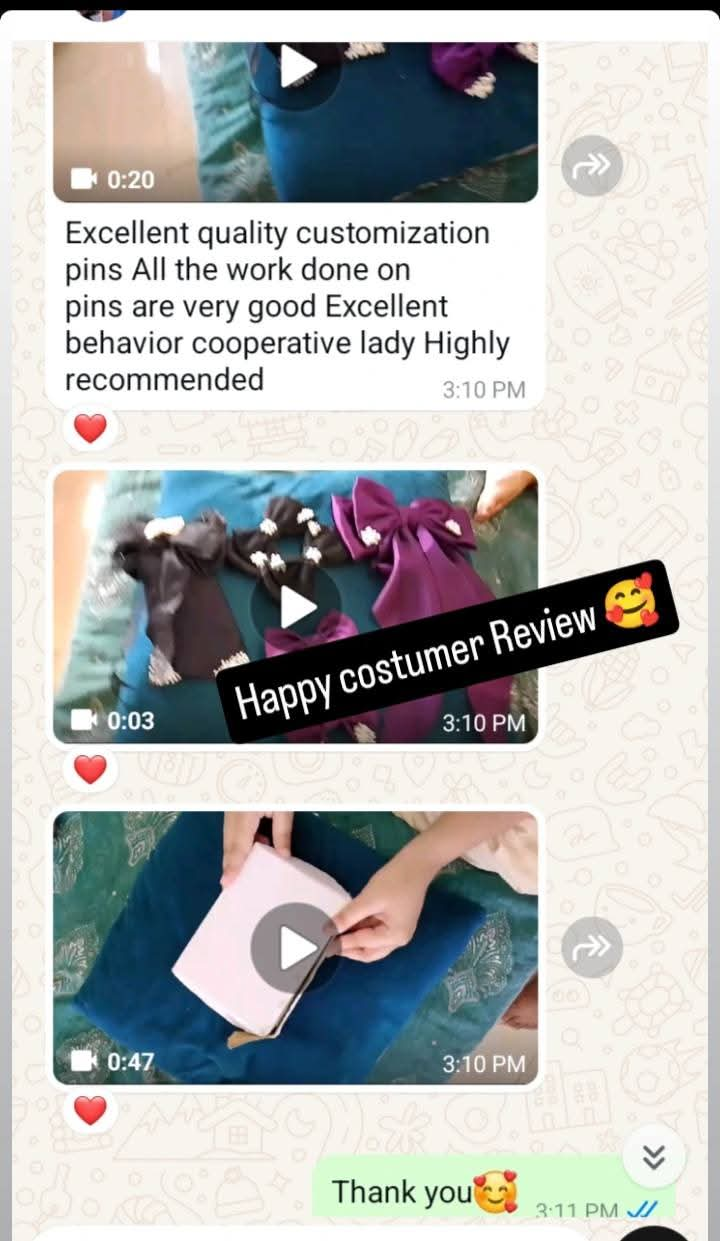 0:20
Excellent quality customization
pins All the work done on
pins are very good Excellent
behavior cooperative lady Highly
recommended
3:10 PM
❤️
Happy costumer Review 🥰
0:03
3:10 PM
❤️
0:47
3:10 PM
❤️
Thank you🥰
3:11 PM